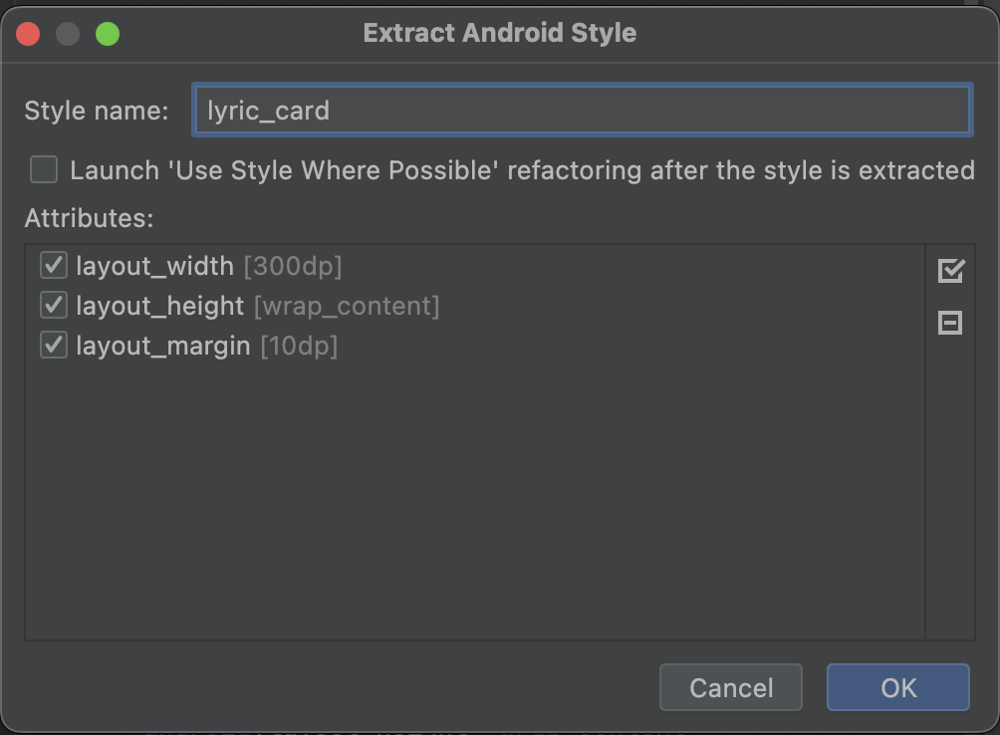 Extract Android Style
Style name: lyric_card
Launch 'Use Style Where Possible' refactoring after the style is extracted
Attributes:
layout_width [300dp]
layout_height [wrap_content]
layout_margin [10dp]
Cancel OK